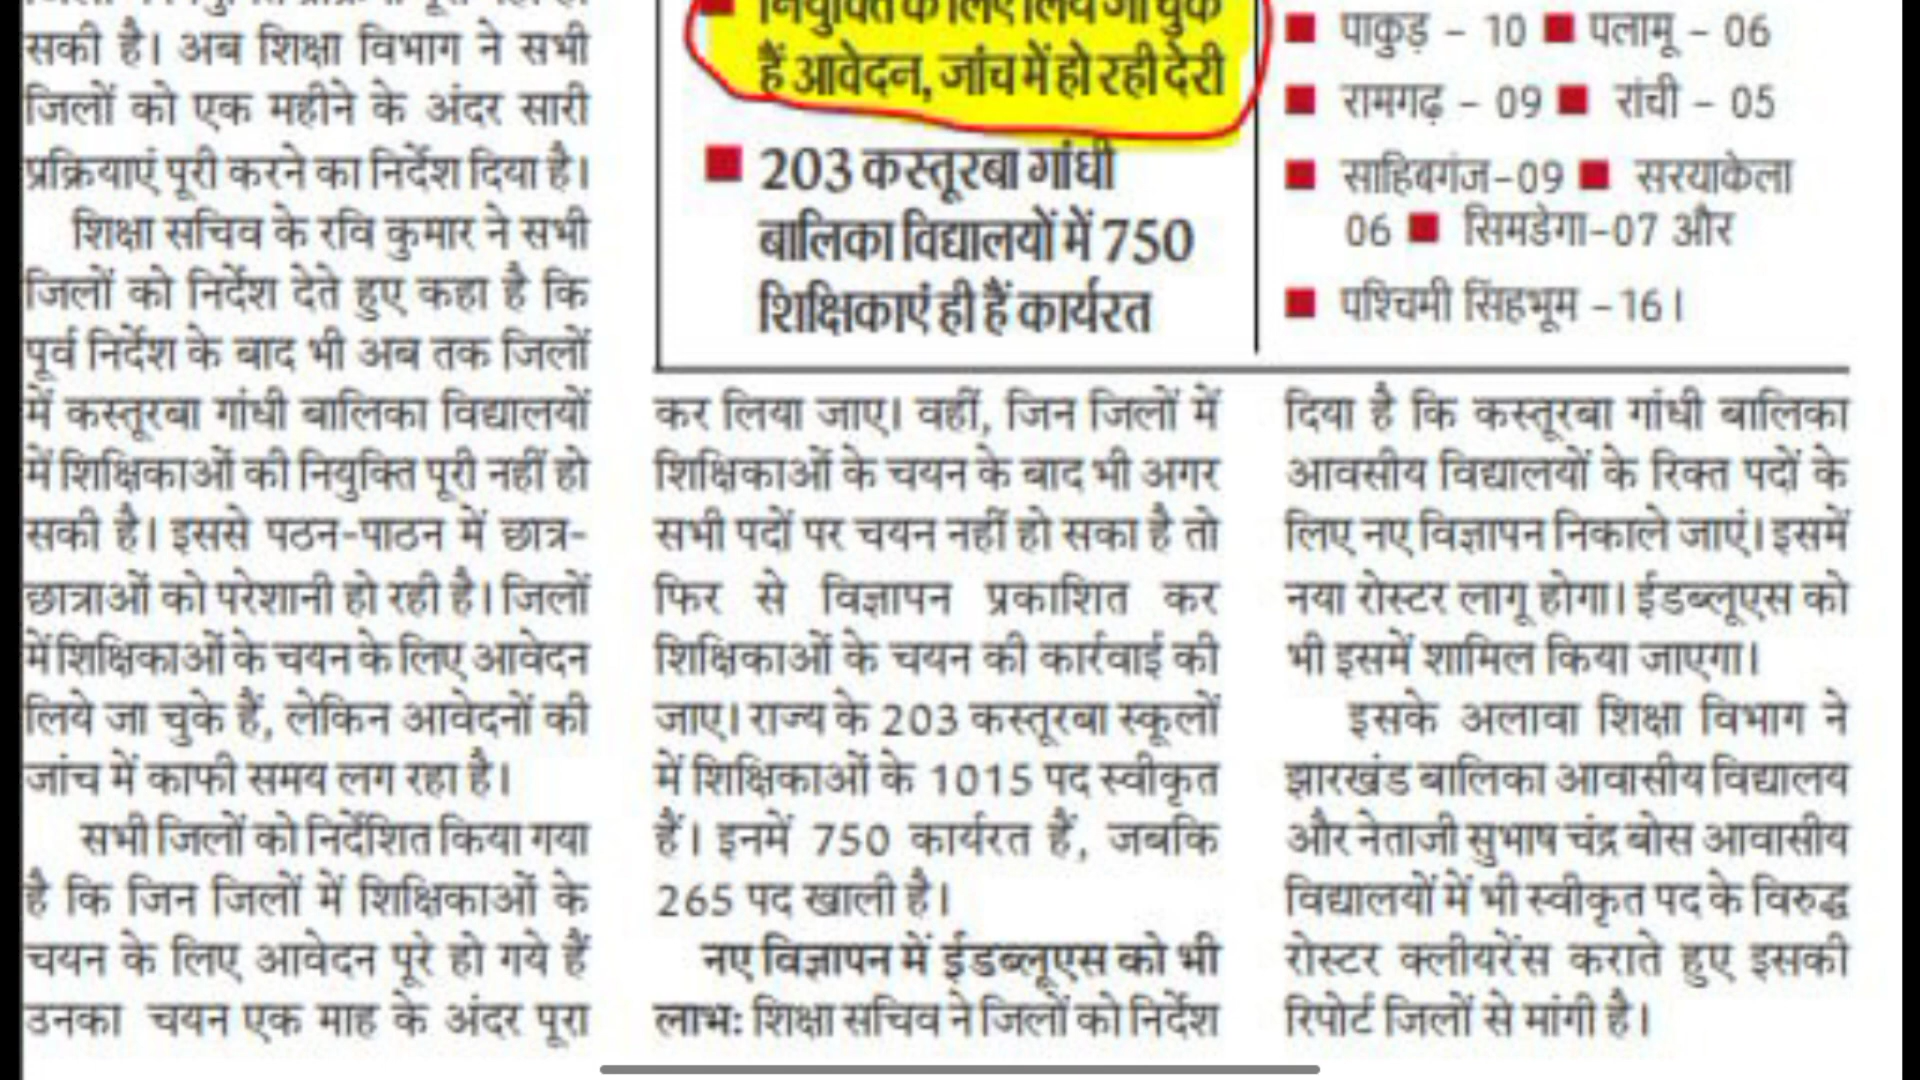 सकी है। अब शिक्षा विभाग ने सभी
जिलों को एक महीने के अंदर सारी
प्रक्रियाएं पूरी करने का निर्देश दिया है।
शिक्षा सचिव के रवि कुमार ने सभी
जिलों को निर्देश देते हुए कहा है कि
पूर्व निर्देश के बाद भी अब तक जिलों
में कस्तूरबा गांधी बालिका विद्यालयों
में शिक्षिकाओं की नियुक्ति पूरी नहीं हो
सकी है। इससे पठन-पाठन में छात्र-
छात्राओं को परेशानी हो रही है। जिलों
में शिक्षिकाओं के चयन के लिए आवेदन
लिये जा चुके हैं, लेकिन आवेदनों की
जांच में काफी समय लग रहा है।
सभी जिलों को निर्देशित किया गया
है कि जिन जिलों में शिक्षिकाओं के
चयन के लिए आवेदन पूरे हो गये हैं
उनका चयन एक माह के अंदर पूरा
नियुक्ति के लिए लिये जा चुके
हैं आवेदन, जांच में हो रही देरी
203 कस्तूरबा गांधी
बालिका विद्यालयों में 750
शिक्षिकाएं ही हैं कार्यरत
पाकुड़ - 10 पलामू - 06
रामगढ़ - 09 रांची - 05
साहिबगंज-09 सरयाकेला
06 सिमडेगा-07 और
पश्चिमी सिंहभूम -16।
कर लिया जाए। वहीं, जिन जिलों में
शिक्षिकाओं के चयन के बाद भी अगर
सभी पदों पर चयन नहीं हो सका है तो
फिर से विज्ञापन प्रकाशित कर
शिक्षिकाओं के चयन की कार्रवाई की
जाए। राज्य के 203 कस्तूरबा स्कूलों
में शिक्षिकाओं के 1015 पद स्वीकृत
हैं। इनमें 750 कार्यरत हैं, जबकि
265 पद खाली है।
नए विज्ञापन में ईडब्लूएस को भी
लाभः शिक्षा सचिव ने जिलों को निर्देश
दिया है कि कस्तूरबा गांधी बालिका
आवसीय विद्यालयों के रिक्त पदों के
लिए नए विज्ञापन निकाले जाएं। इसमें
नया रोस्टर लागू होगा। ईडब्लूएस को
भी इसमें शामिल किया जाएगा।
इसके अलावा शिक्षा विभाग ने
झारखंड बालिका आवासीय विद्यालय
और नेताजी सुभाष चंद्र बोस आवासीय
विद्यालयों में भी स्वीकृत पद के विरुद्ध
रोस्टर क्लीयरेंस कराते हुए इसकी
रिपोर्ट जिलों से मांगी है।